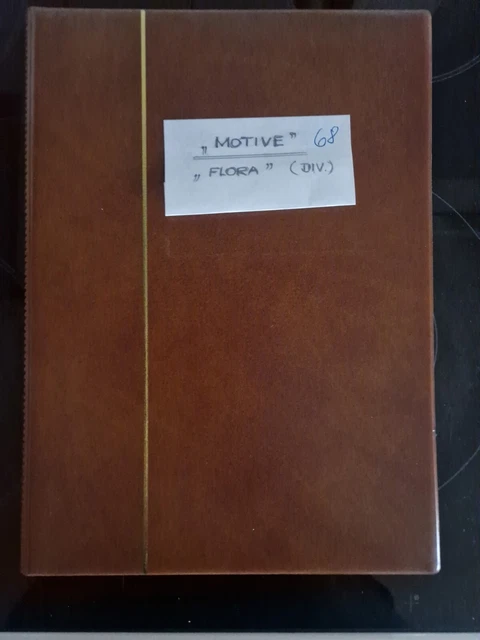 „MOTIVE” 68
„FLORA” (DIV.)